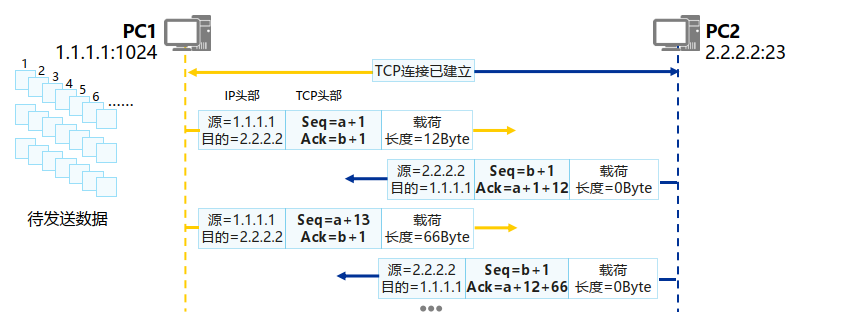 PC1
1.1.1.1:1024
PC2
2.2.2.2:23
TCP连接已建立
1
2
3
4
5
6
......
待发送数据
IP头部
TCP头部
源=1.1.1.1
目的=2.2.2.2
Seq=a+1
Ack=b+1
载荷
长度=12Byte
源=2.2.2.2
目的=1.1.1.1
Seq=b+1
Ack=a+1+12
载荷
长度=0Byte
源=1.1.1.1
目的=2.2.2.2
Seq=a+13
Ack=b+1
载荷
长度=66Byte
源=2.2.2.2
目的=1.1.1.1
Seq=b+1
Ack=a+12+66
载荷
长度=0Byte